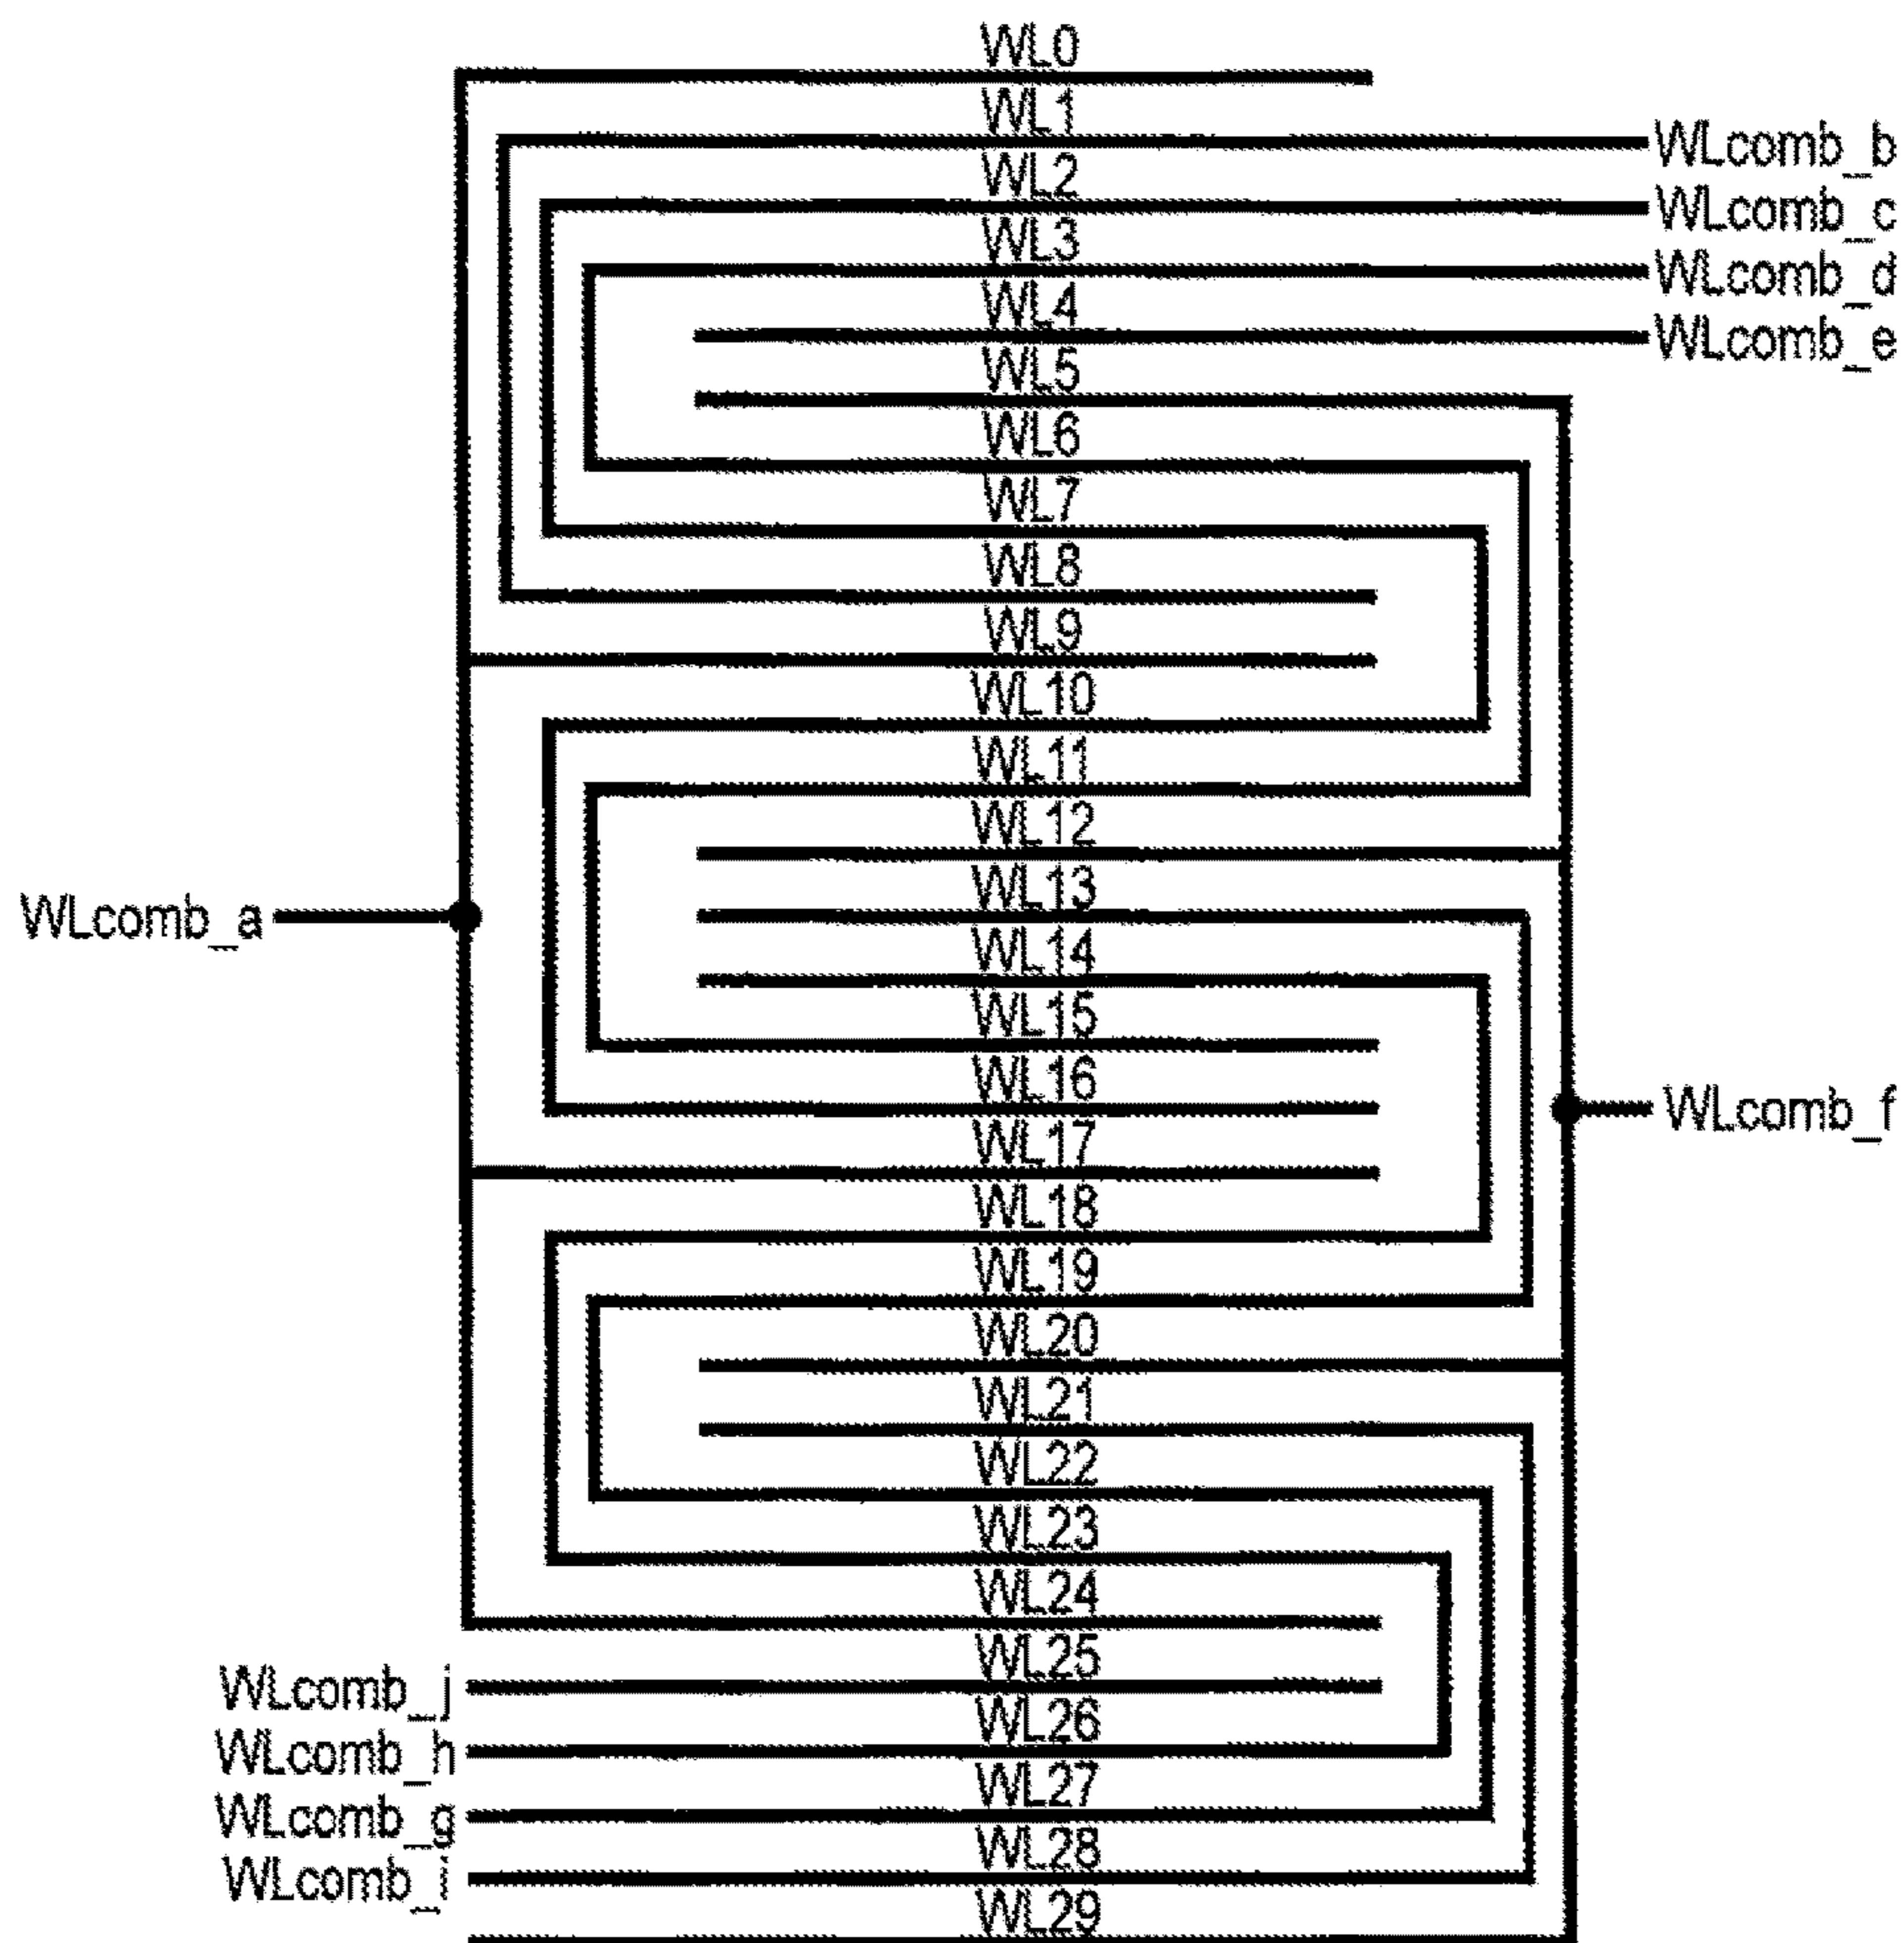 WL0
WL1
WLcomb_b
WL2
WLcomb_c
WL3
WLcomb_d
WL4
WLcomb_e
WL5
WL6
WL7
WL8
WL9
WL10
WL11
WL12
WL13
WLcomb_a
WL14
WL15
WL16
WLcomb_f
WL17
WL18
WL19
WL20
WL21
WL22
WL23
WL24
WL25
WLcomb_j
WL26
WLcomb_h
WL27
WLcomb_g
WL28
WLcomb_i
WL29